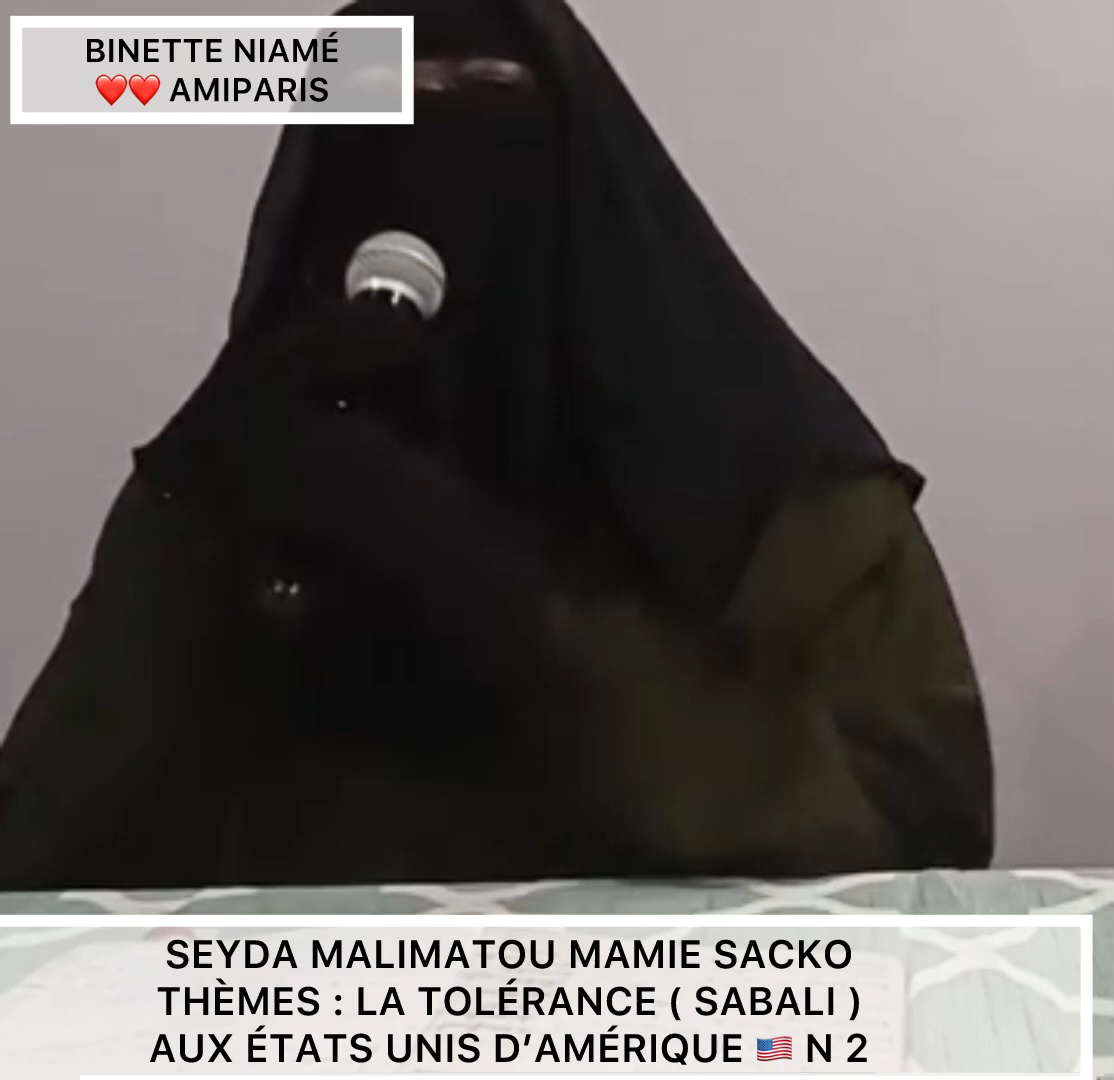 BINETTE NIAMÉ
❤️❤️ AMIPARIS
SEYDA MALIMATOU MAMIE SACKO
THÈMES : LA TOLÉRANCE ( SABALI )
AUX ÉTATS UNIS D’AMÉRIQUE 🇺🇸 N 2